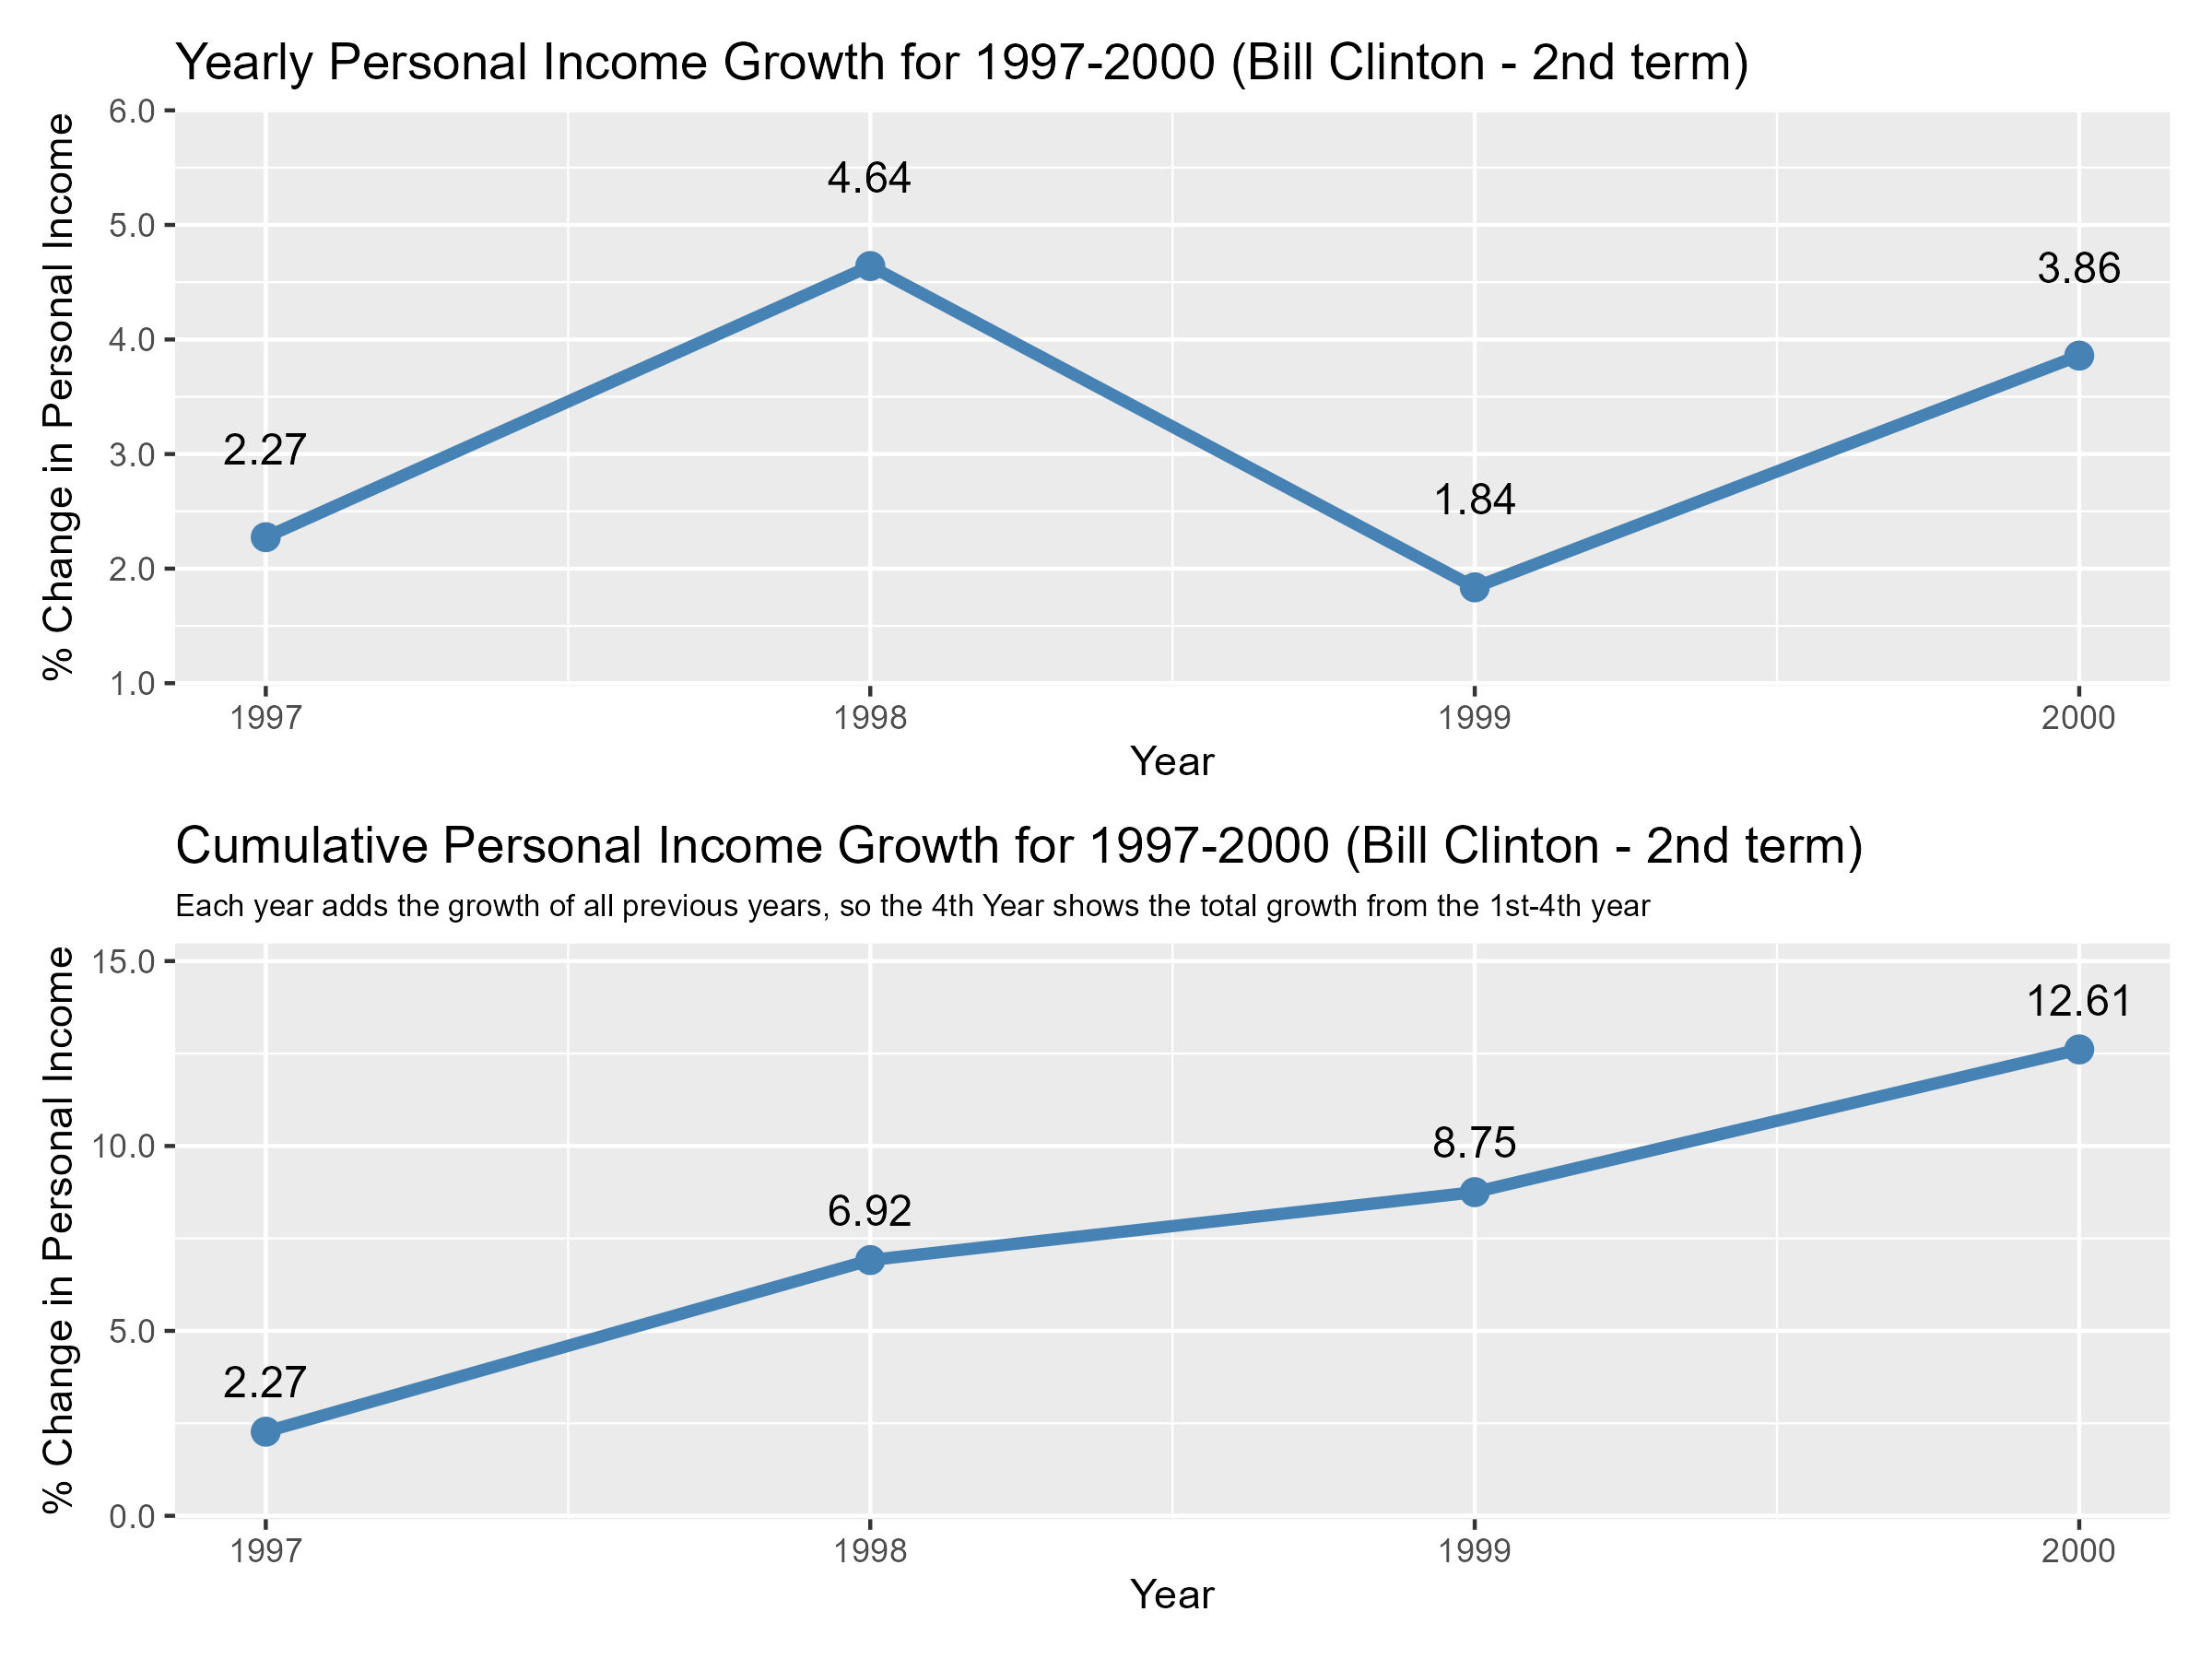 Yearly Personal Income Growth for 1997-2000 (Bill Clinton - 2nd term)
% Change in Personal Income
6.0
5.0
4.0
3.0
2.0
1.0
2.27
4.64
1.84
3.86
1997 1998 1999 2000
Year
Cumulative Personal Income Growth for 1997-2000 (Bill Clinton - 2nd term)
Each year adds the growth of all previous years, so the 4th Year shows the total growth from the 1st-4th year
% Change in Personal Income
15.0
10.0
5.0
0.0
2.27
6.92
8.75
12.61
1997 1998 1999 2000
Year